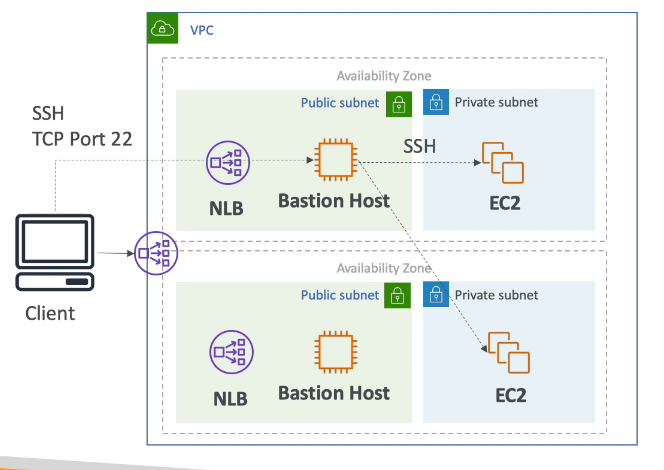 VPC
Availability Zone
Public subnet
Private subnet
SSH
TCP Port 22
SSH
NLB
Bastion Host
EC2
Client
Availability Zone
Public subnet
Private subnet
NLB
Bastion Host
EC2